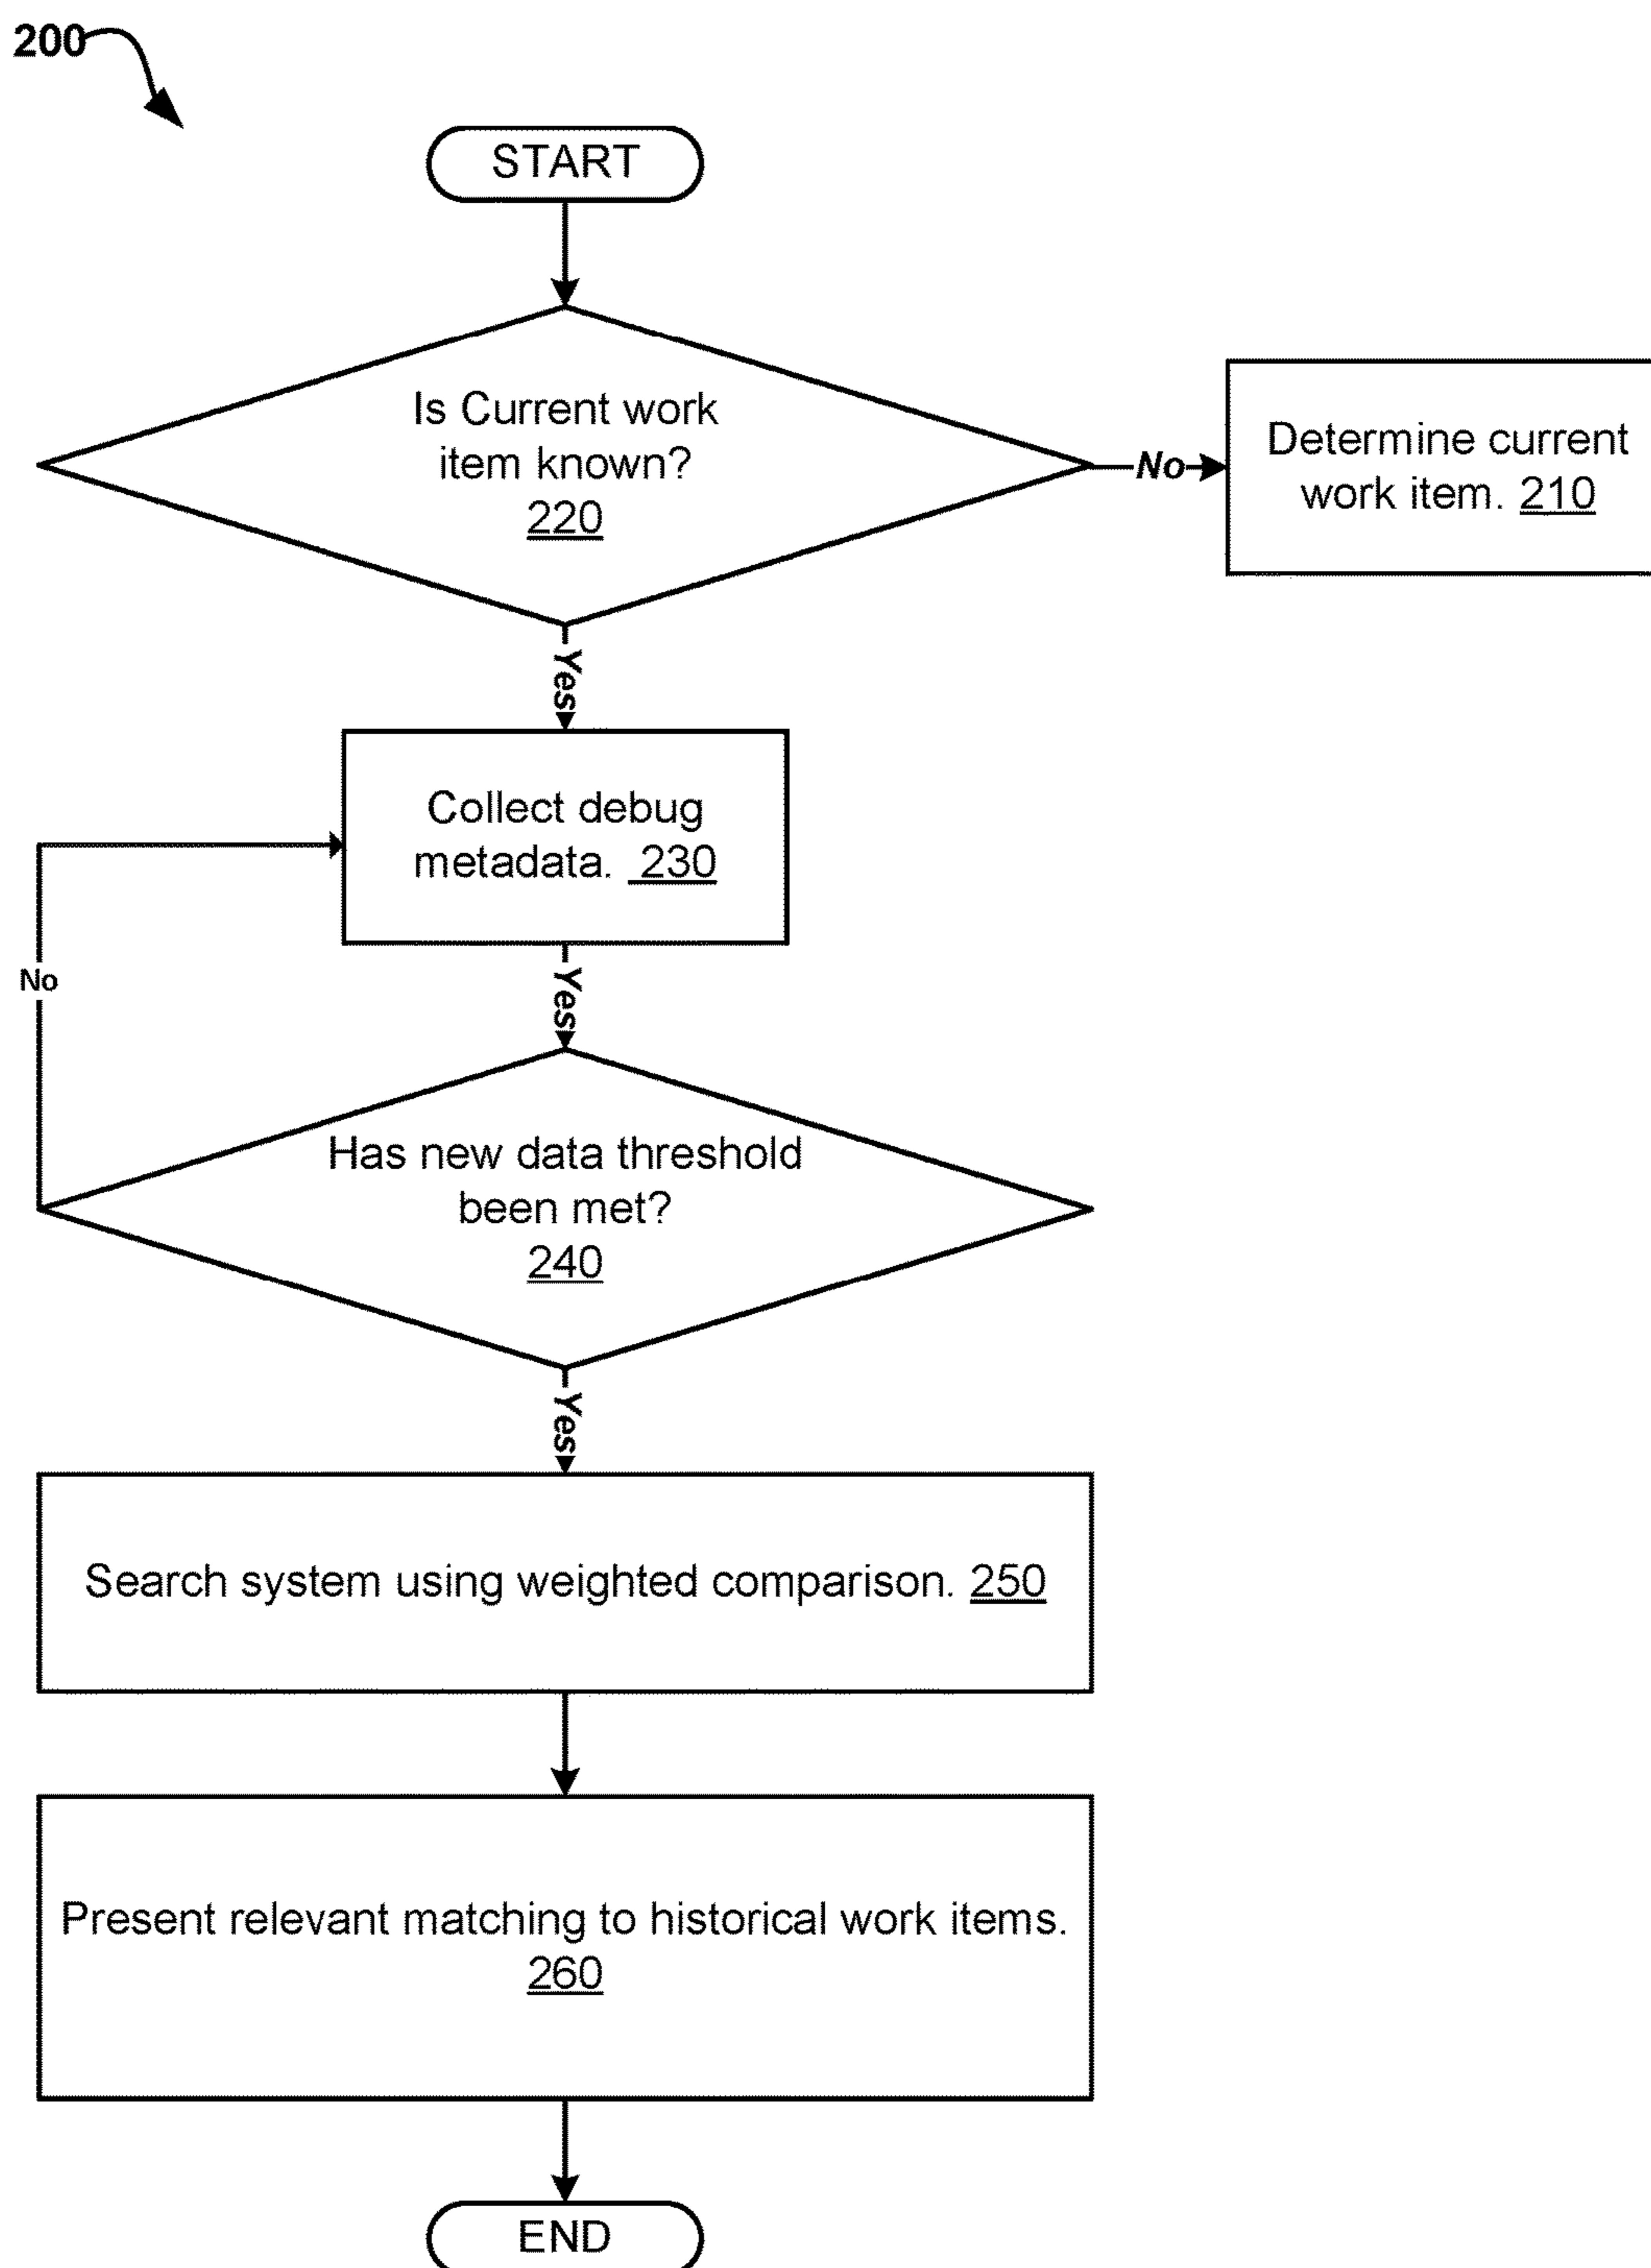 200
START
Is Current work
item known?
220
No
Determine current
work item. 210
Yes
Collect debug
metadata. 230
No
Yes
Has new data threshold
been met?
240
Yes
Search system using weighted comparison. 250
Present relevant matching to historical work items.
260
END